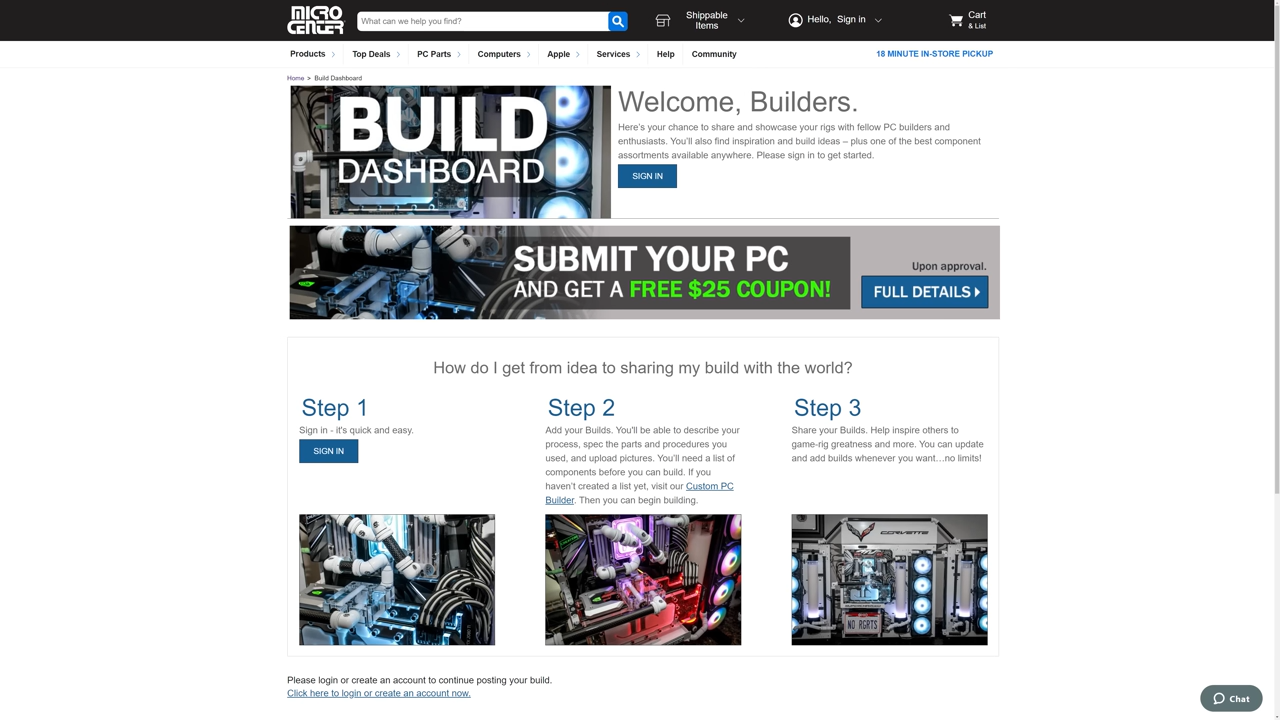 MICRO CENTER
What can we help you find?
Shippable Items
Hello, Sign in
Cart
& List
Products
Top Deals
PC Parts
Computers
Apple
Services
Help
Community
18 MINUTE IN-STORE PICKUP
Home > Build Dashboard
BUILD
DASHBOARD
Welcome, Builders.
Here's your chance to share and showcase your rigs with fellow PC builders and
enthusiasts. You'll also find inspiration and build ideas – plus one of the best component
assortments available anywhere. Please sign in to get started.
SIGN IN
SUBMIT YOUR PC
AND GET A FREE $25 COUPON!
Upon approval.
FULL DETAILS
How do I get from idea to sharing my build with the world?
Step 1
Sign in - it's quick and easy.
SIGN IN
Step 2
Add your Builds. You'll be able to describe your
process, spec the parts and procedures you
used, and upload pictures. You'll need a list of
components before you can build. If you
haven't created a list yet, visit our Custom PC
Builder. Then you can begin building.
Step 3
Share your Builds. Help inspire others to
game-rig greatness and more. You can update
and add builds whenever you want…no limits!
CORVETTE
NO RGRTS
Please login or create an account to continue posting your build.
Click here to login or create an account now.
Chat